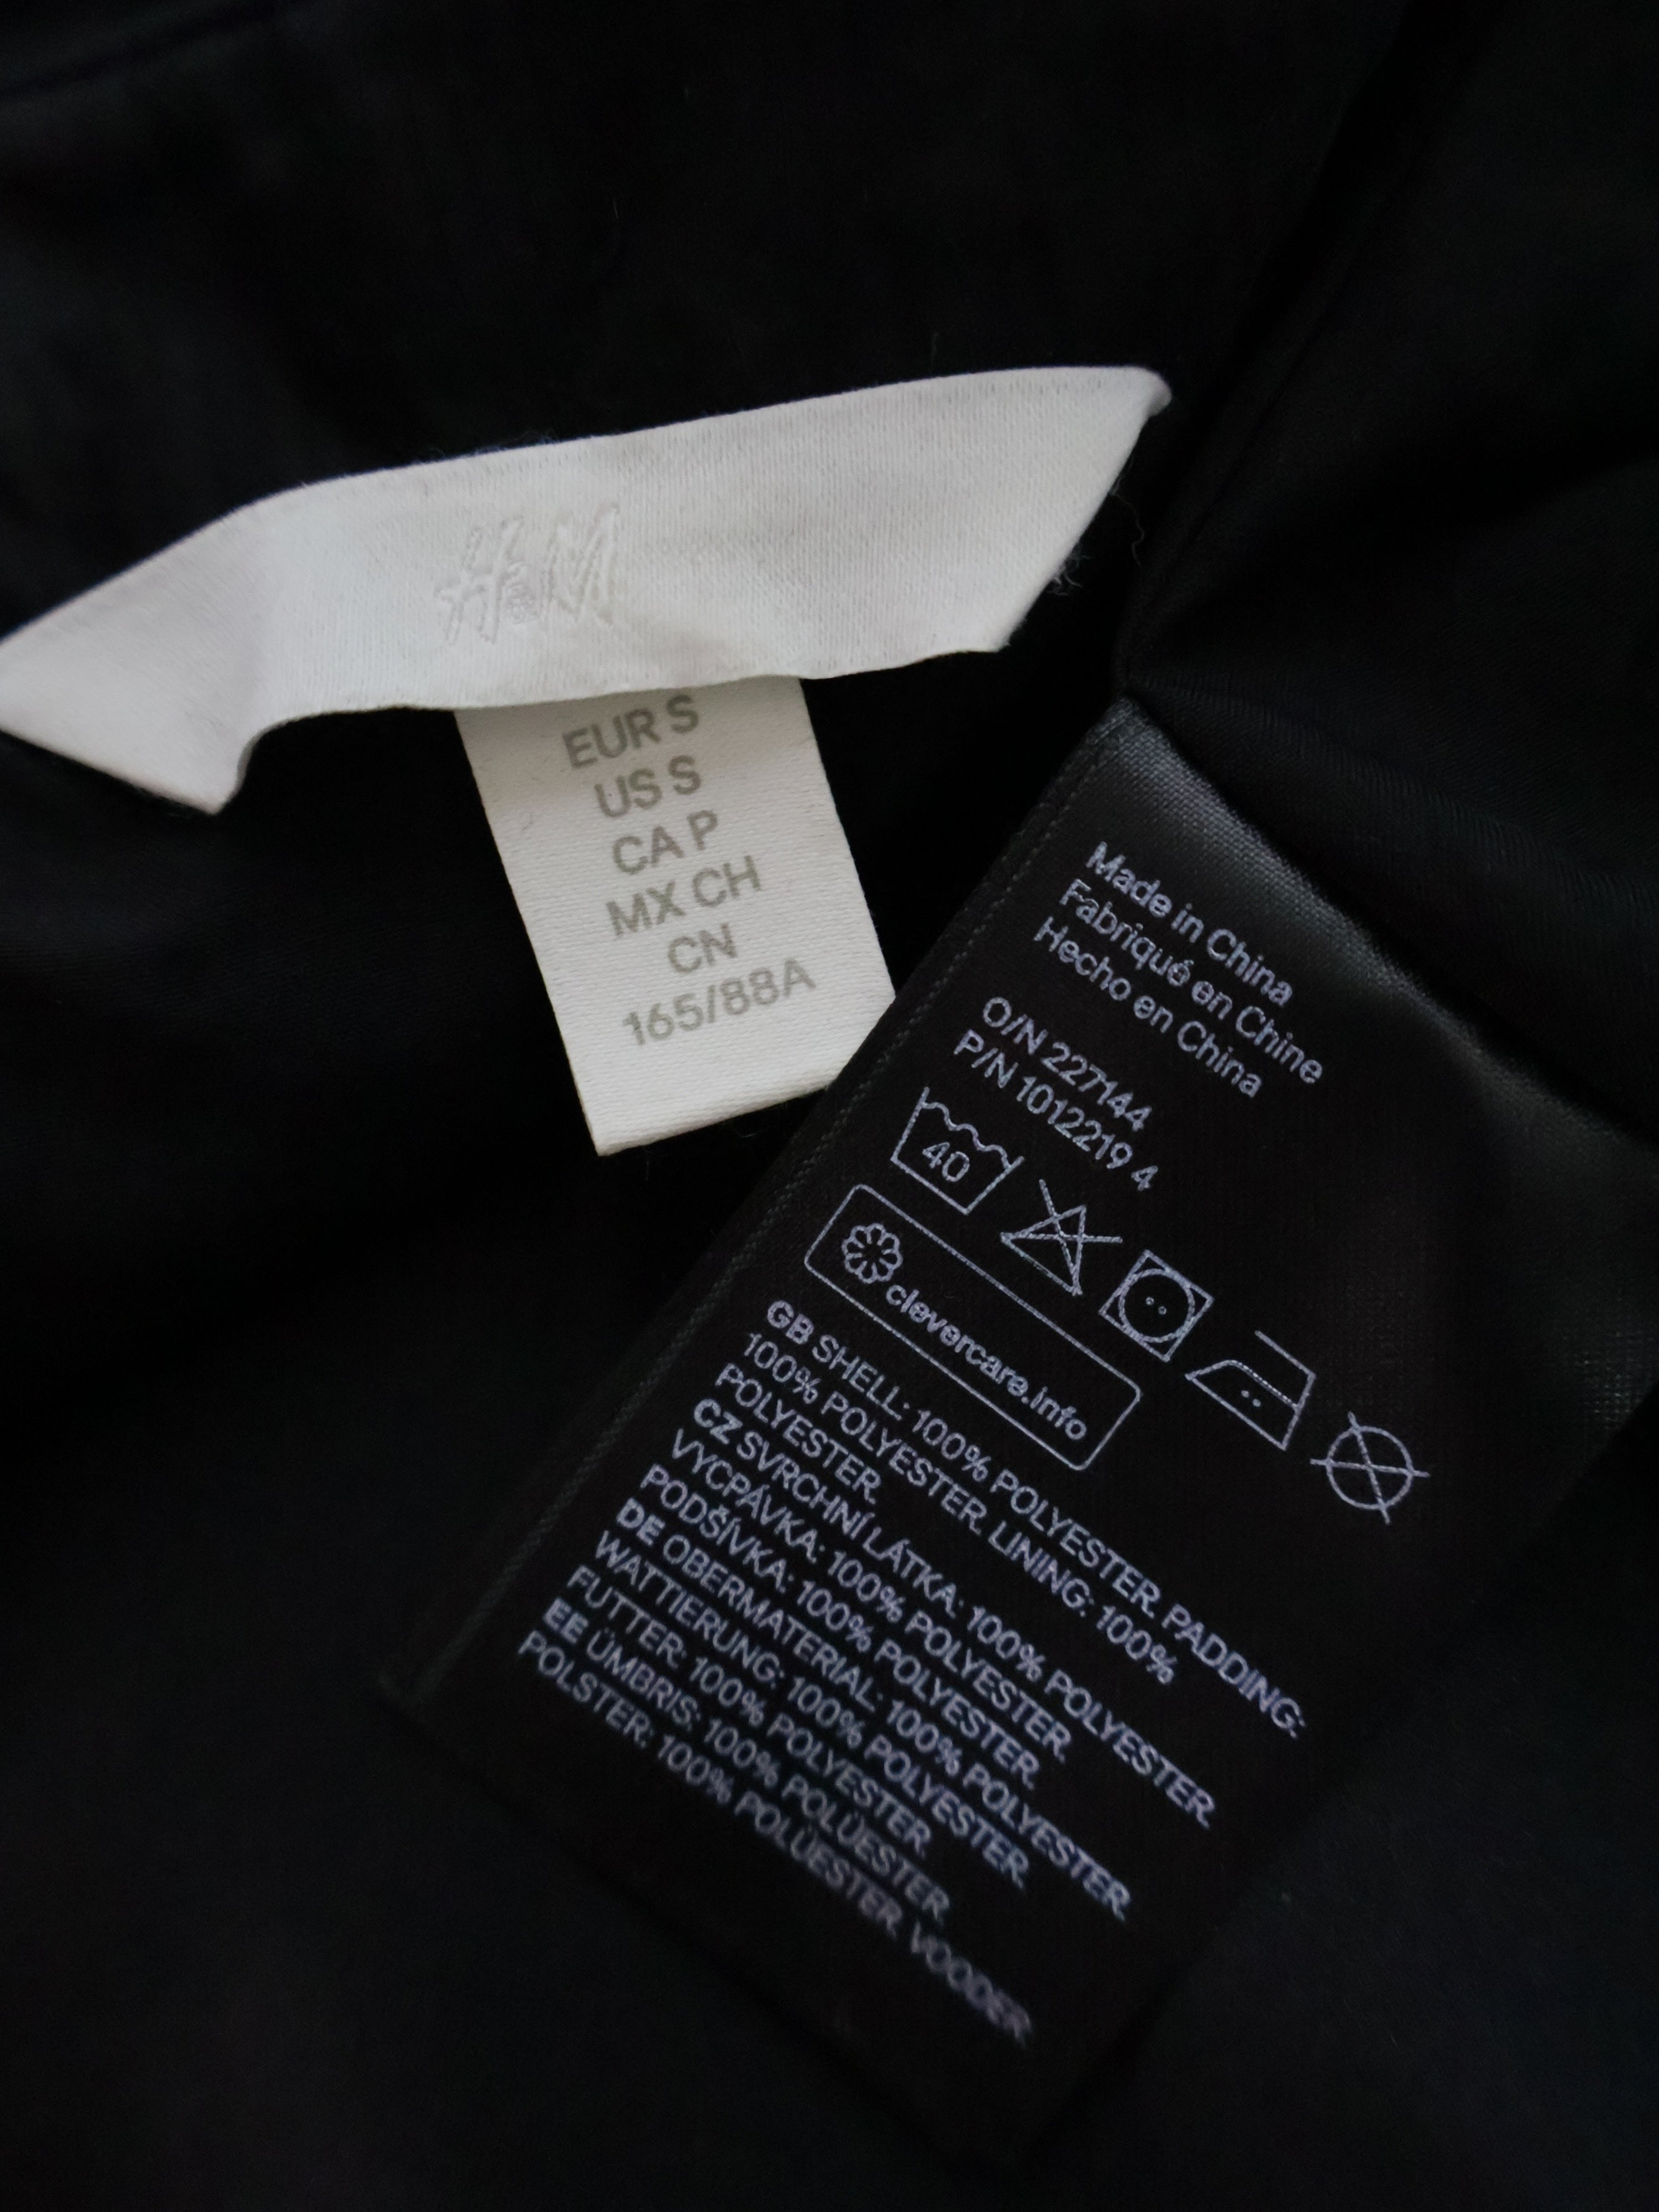 H&M
EUR S
US S
CA P
MX CH
CN
165/88A
Made in China
Fabriqué en Chine
Hecho en China
O/N 227144
P/N 1012219 4
40
clevercare.info
GB SHELL: 100% POLYESTER. PADDING:
100% POLYESTER. LINING: 100%
POLYESTER.
CZ SVRCHNÍ LÁTKA: 100% POLYESTER.
VYCPÁVKA: 100% POLYESTER.
PODŠÍVKA: 100% POLYESTER.
DE OBERMATERIAL: 100% POLYESTER.
WATTIERUNG: 100% POLYESTER.
FUTTER: 100% POLYESTER.
EE ÜMBRIS: 100% POLÜESTER.
POLSTER: 100% POLÜESTER. VOODER